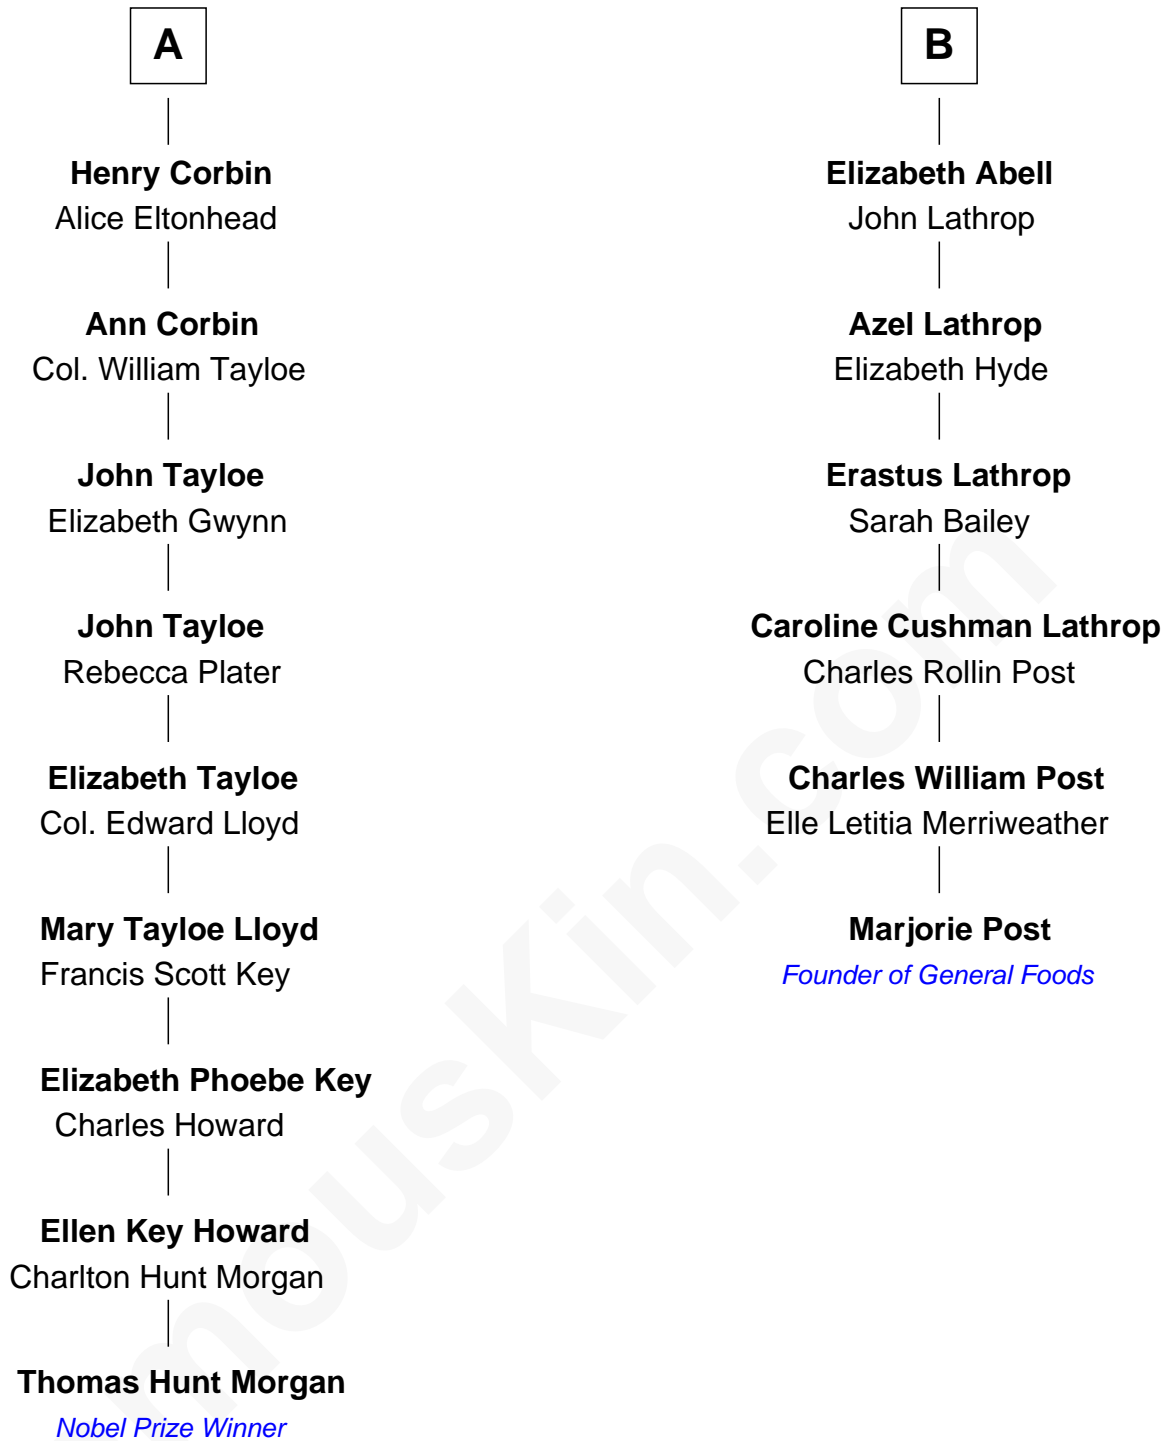 A
Henry Corbin
Alice Eltonhead
Ann Corbin
Col. William Tayloe
John Tayloe
Elizabeth Gwynn
John Tayloe
Rebecca Plater
Elizabeth Tayloe
Col. Edward Lloyd
Mary Tayloe Lloyd
Francis Scott Key
Elizabeth Phoebe Key
Charles Howard
Ellen Key Howard
Charlton Hunt Morgan
Thomas Hunt Morgan
Nobel Prize Winner
B
Elizabeth Abell
John Lathrop
Azel Lathrop
Elizabeth Hyde
Erastus Lathrop
Sarah Bailey
Caroline Cushman Lathrop
Charles Rollin Post
Charles William Post
Elle Letitia Merriweather
Marjorie Post
Founder of General Foods
mousKin.com